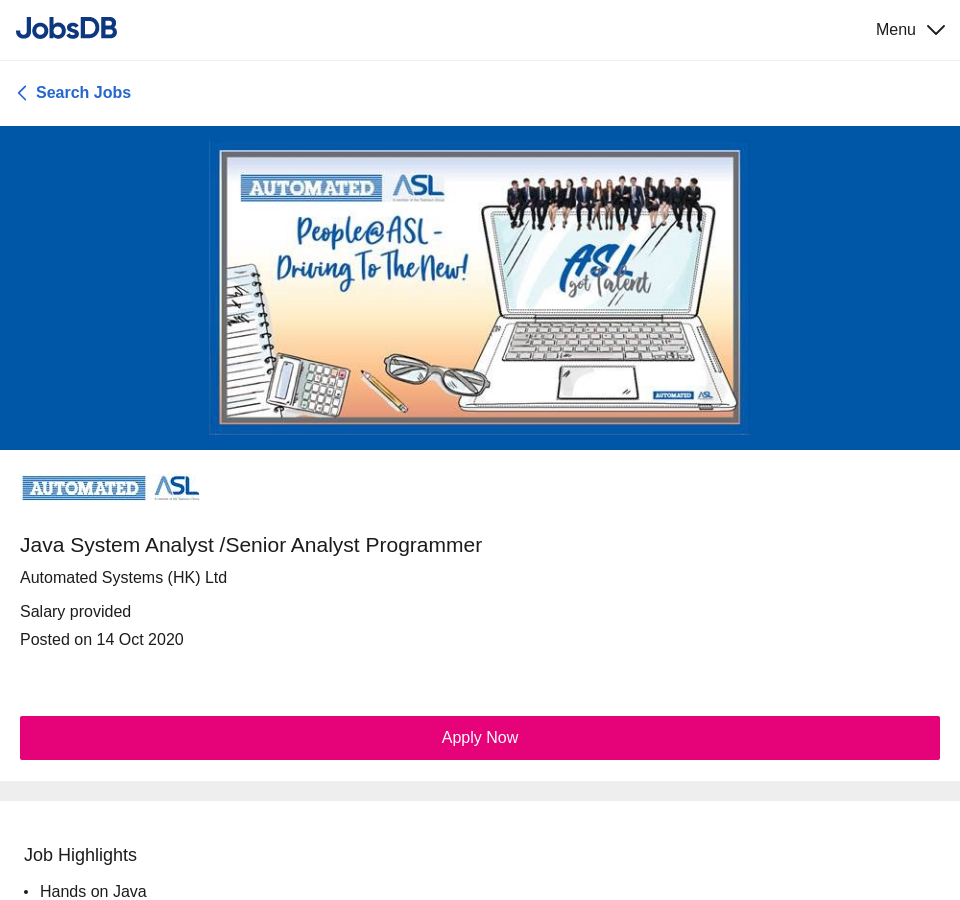 JobsDB
Menu
Search Jobs
AUTOMATED ASL
People@ASL -
Driving To The New!
ASL
got Talent
AUTOMATED ASL
AUTOMATED ASL
Java System Analyst /Senior Analyst Programmer
Automated Systems (HK) Ltd
Salary provided
Posted on 14 Oct 2020
Apply Now
Job Highlights
• Hands on Java